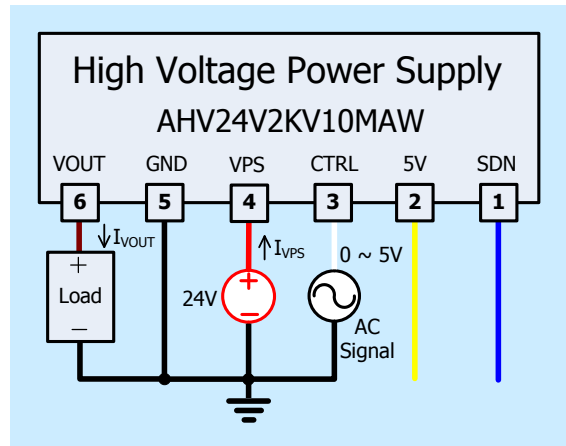 High Voltage Power Supply
AHV24V2KV10MAW
VOUT GND VPS CTRL 5V SDN
6 5 4 3 2 1
↓IVOUT ↑IVPS 0 ~ 5V
+ +
Load 24V
− −
AC
Signal